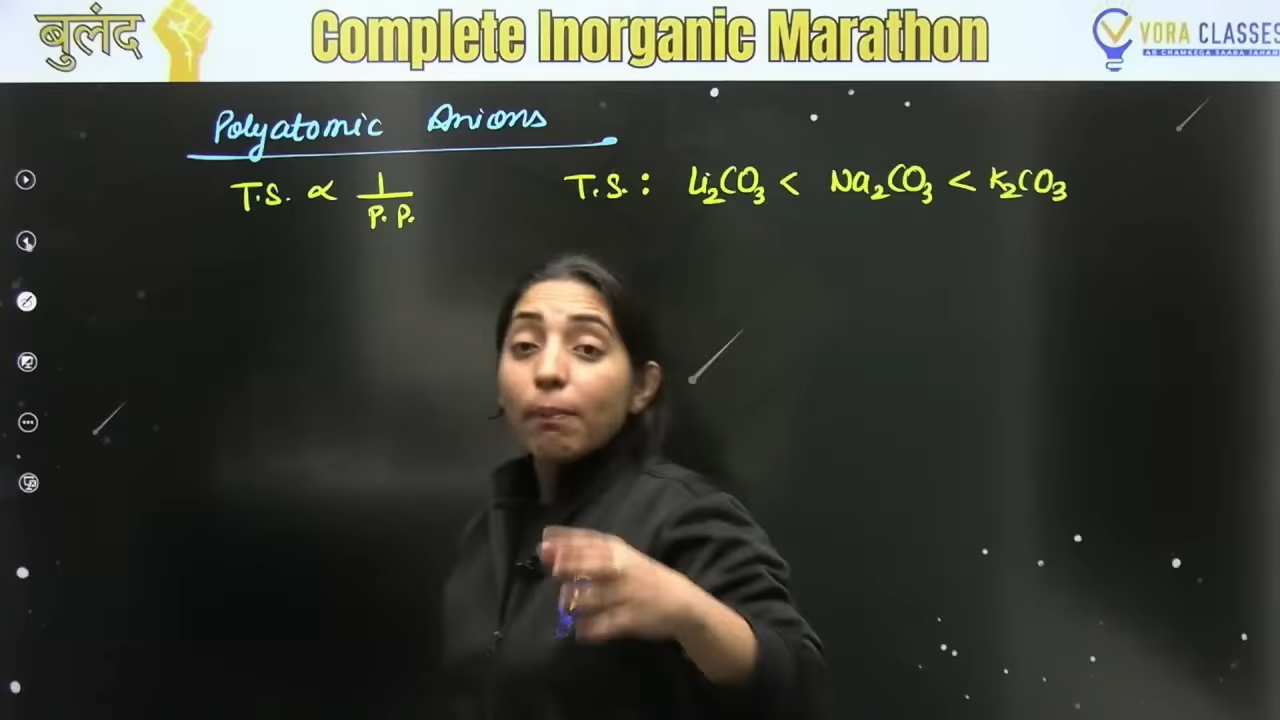 बुलंद
Complete Inorganic Marathon
VORA CLASSES
AB CHAMKEGA SAARA JAHAN
Polyatomic Anions
T.S. ∝ 1/P.P.
T.S. : Li₂CO₃ < Na₂CO₃ < K₂CO₃